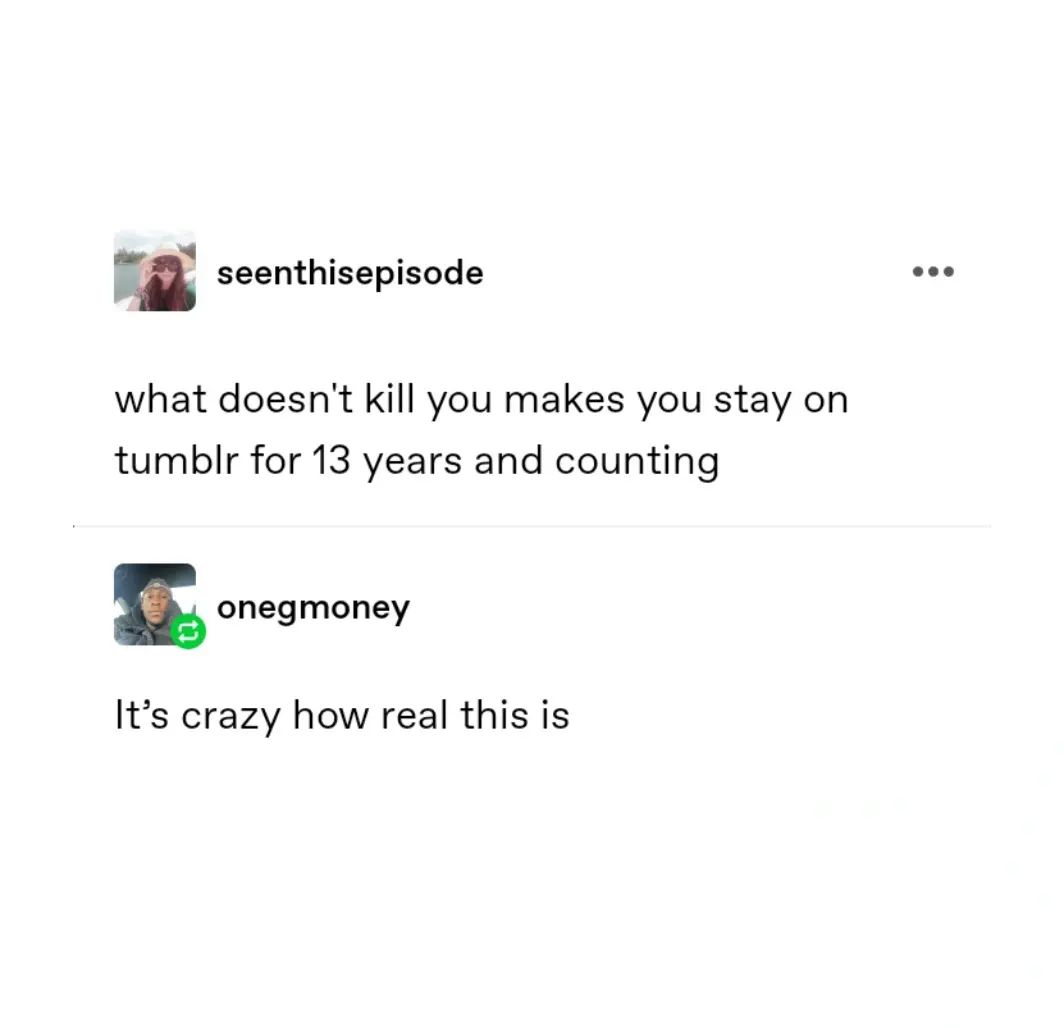 seenthisepisode
what doesn't kill you makes you stay on
tumblr for 13 years and counting
onegmoney
It’s crazy how real this is